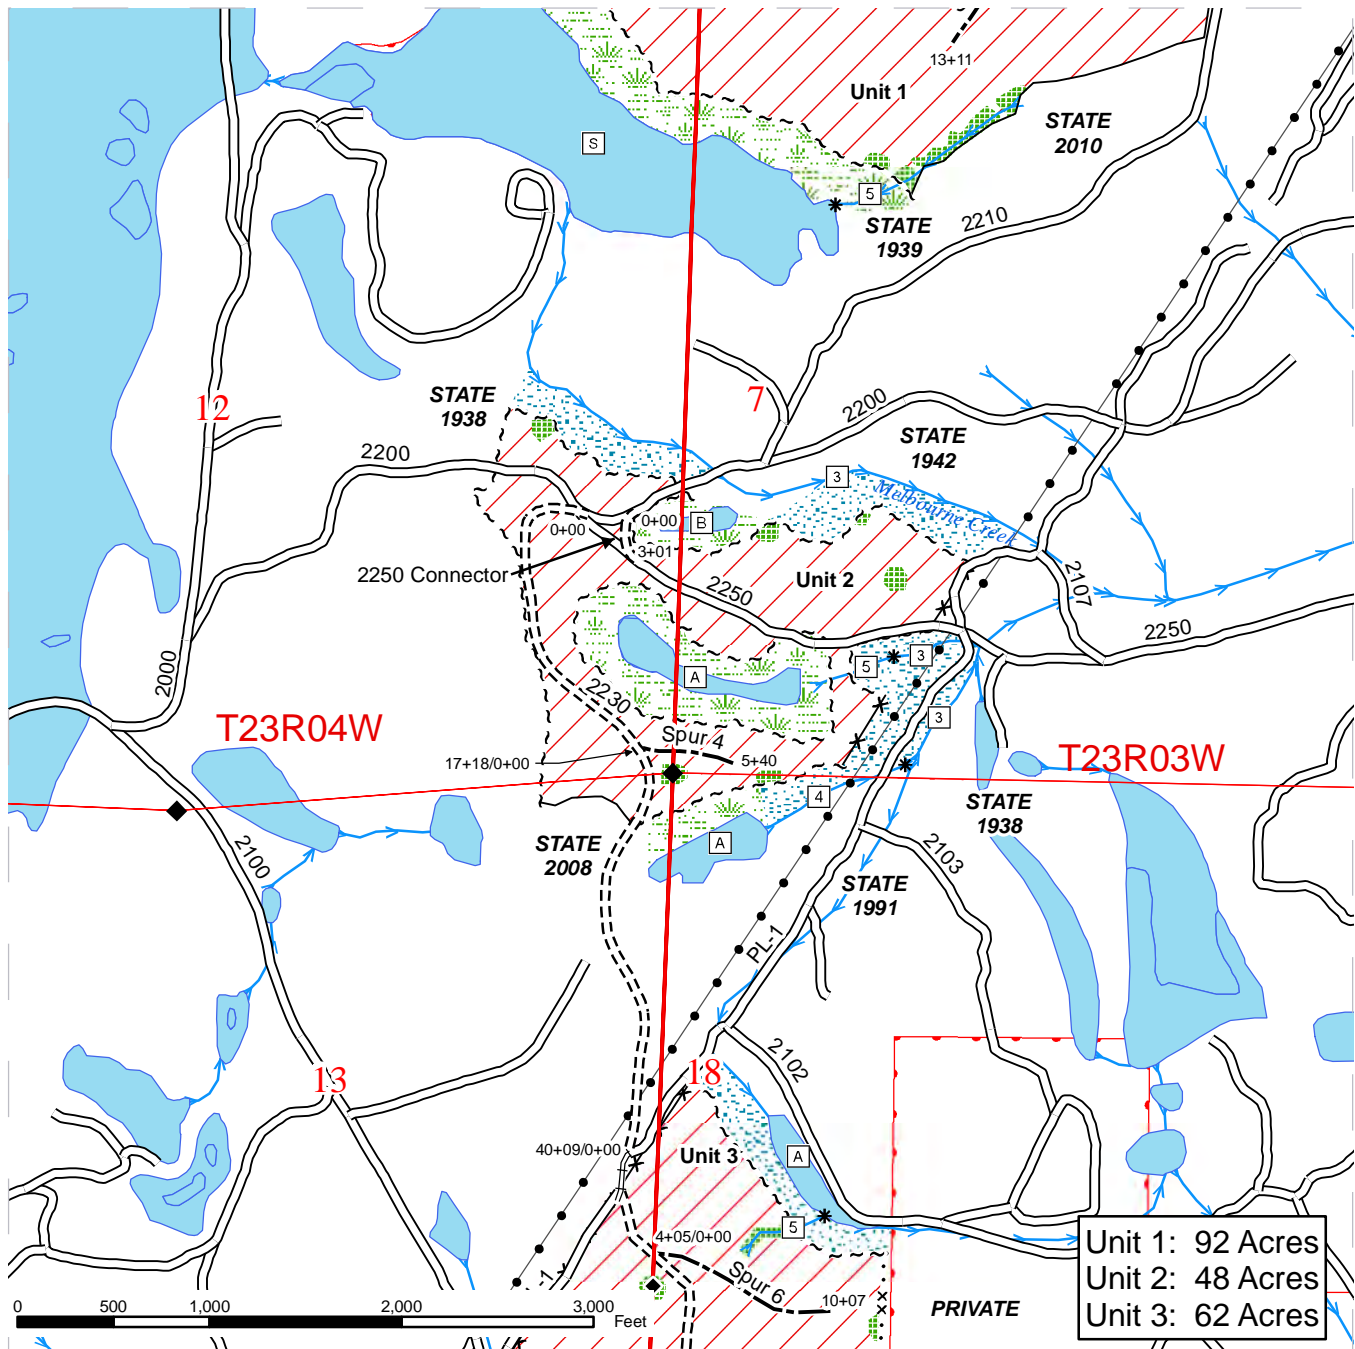 13+11
Unit 1
STATE
2010
S
5
STATE
1939
2210
12
7
STATE
1938
2200
2200
STATE
1942
3
Melbourne Creek
0+00
0+00
B
3+01
2250 Connector
Unit 2
2250
2107
2250
2000
5
3
A
2230
3
T23R04W
Spur 4
17+18/0+00
5+40
T23R03W
4
STATE
1938
2100
STATE
2008
A
2103
STATE
1991
PL-1
2102
13
18
40+09/0+00
Unit 3
A
5
4+05/0+00
Spur 6
10+07
PRIVATE
Unit 1: 92 Acres
Unit 2: 48 Acres
Unit 3: 62 Acres
0 500 1,000 2,000 3,000
Feet